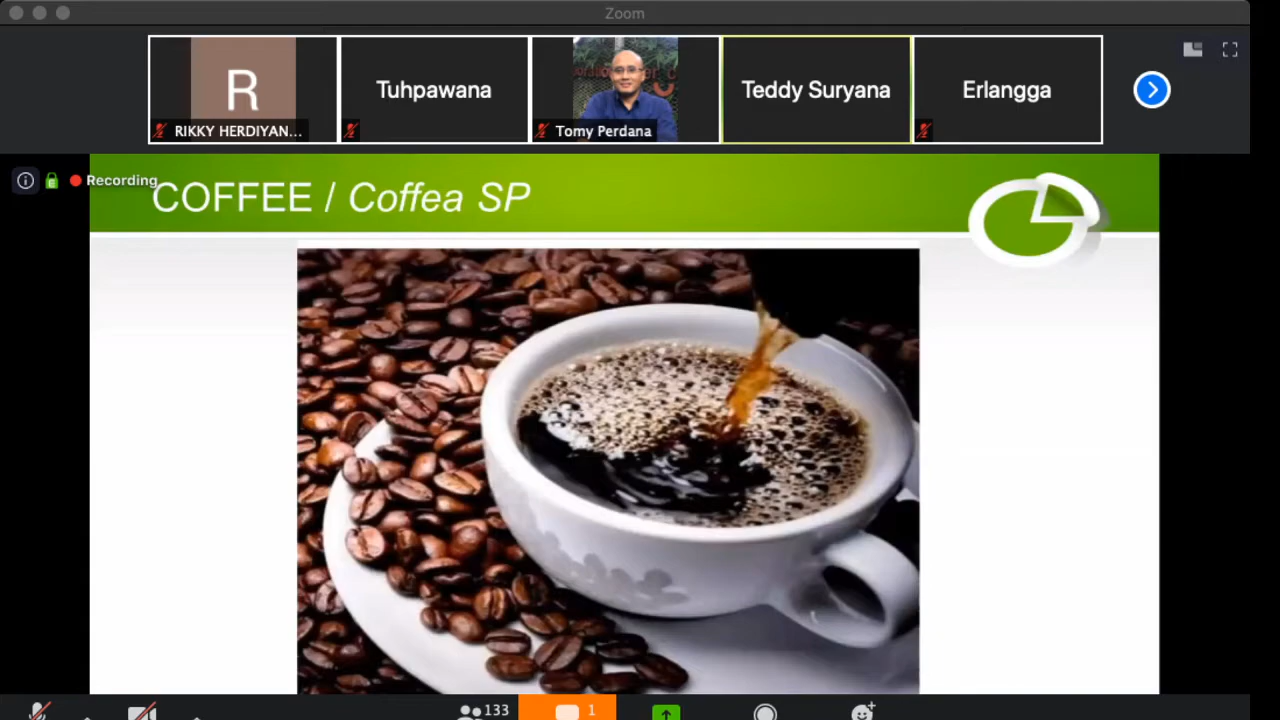 Zoom
R
RIKKY HERDIYAN...
Tuhpawana
Tomy Perdana
Teddy Suryana
Erlangga
Recording
COFFEE / Coffea SP
133
1